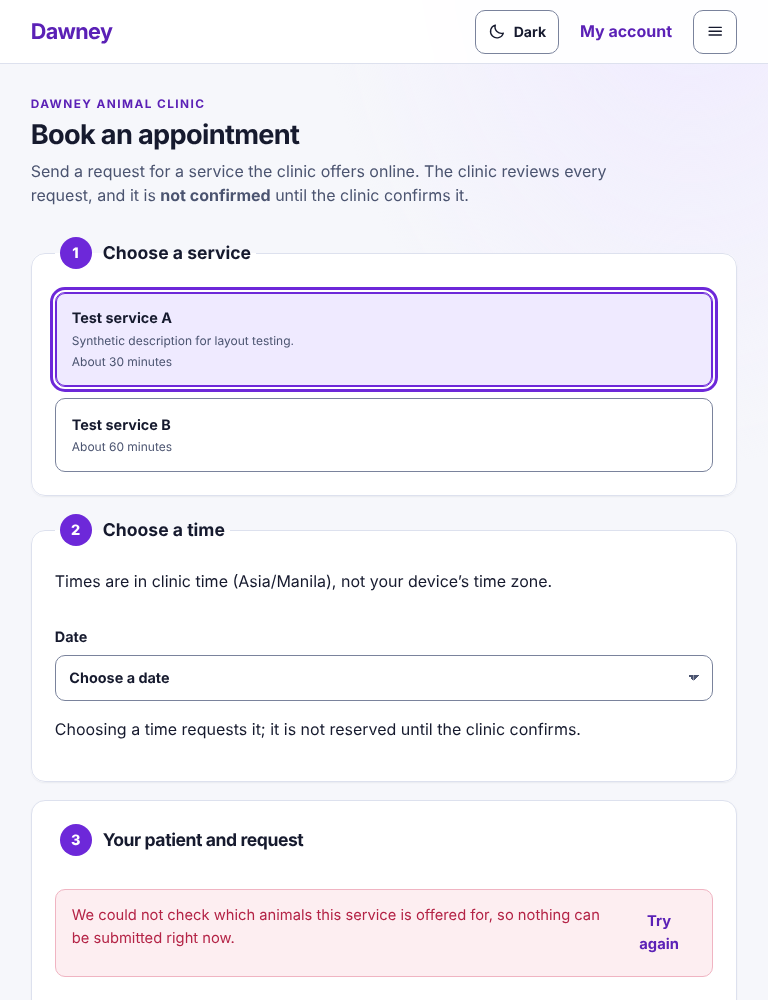 Dawney
Dark
My account
DAWNEY ANIMAL CLINIC
Book an appointment
Send a request for a service the clinic offers online. The clinic reviews every
request, and it is not confirmed until the clinic confirms it.
1
Choose a service
Test service A
Synthetic description for layout testing.
About 30 minutes
Test service B
About 60 minutes
2
Choose a time
Times are in clinic time (Asia/Manila), not your device’s time zone.
Date
Choose a date
Choosing a time requests it; it is not reserved until the clinic confirms.
3
Your patient and request
We could not check which animals this service is offered for, so nothing can
be submitted right now.
Try
again